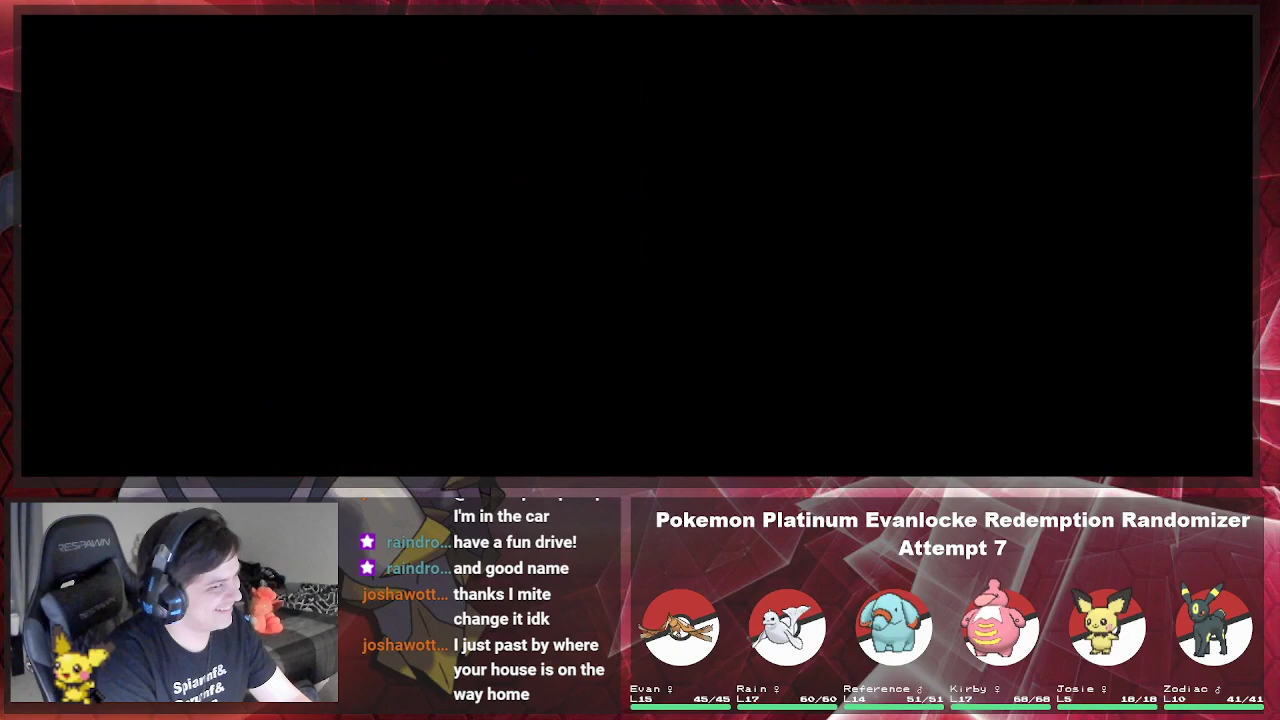 I'm in the car
raindro... have a fun drive!
raindro... and good name
joshawott... thanks I mite
change it idk
joshawott... I just past by where
your house is on the
way home
Pokemon Platinum Evanlocke Redemption Randomizer
Attempt 7
Evan ♀ Rain ♀ Reference ♂ Kirby ♀ Josie ♀ Zodiac ♂
L15 45/45 L17 60/60 L14 51/51 L17 68/68 L5 18/18 L10 41/41
RESPAWN